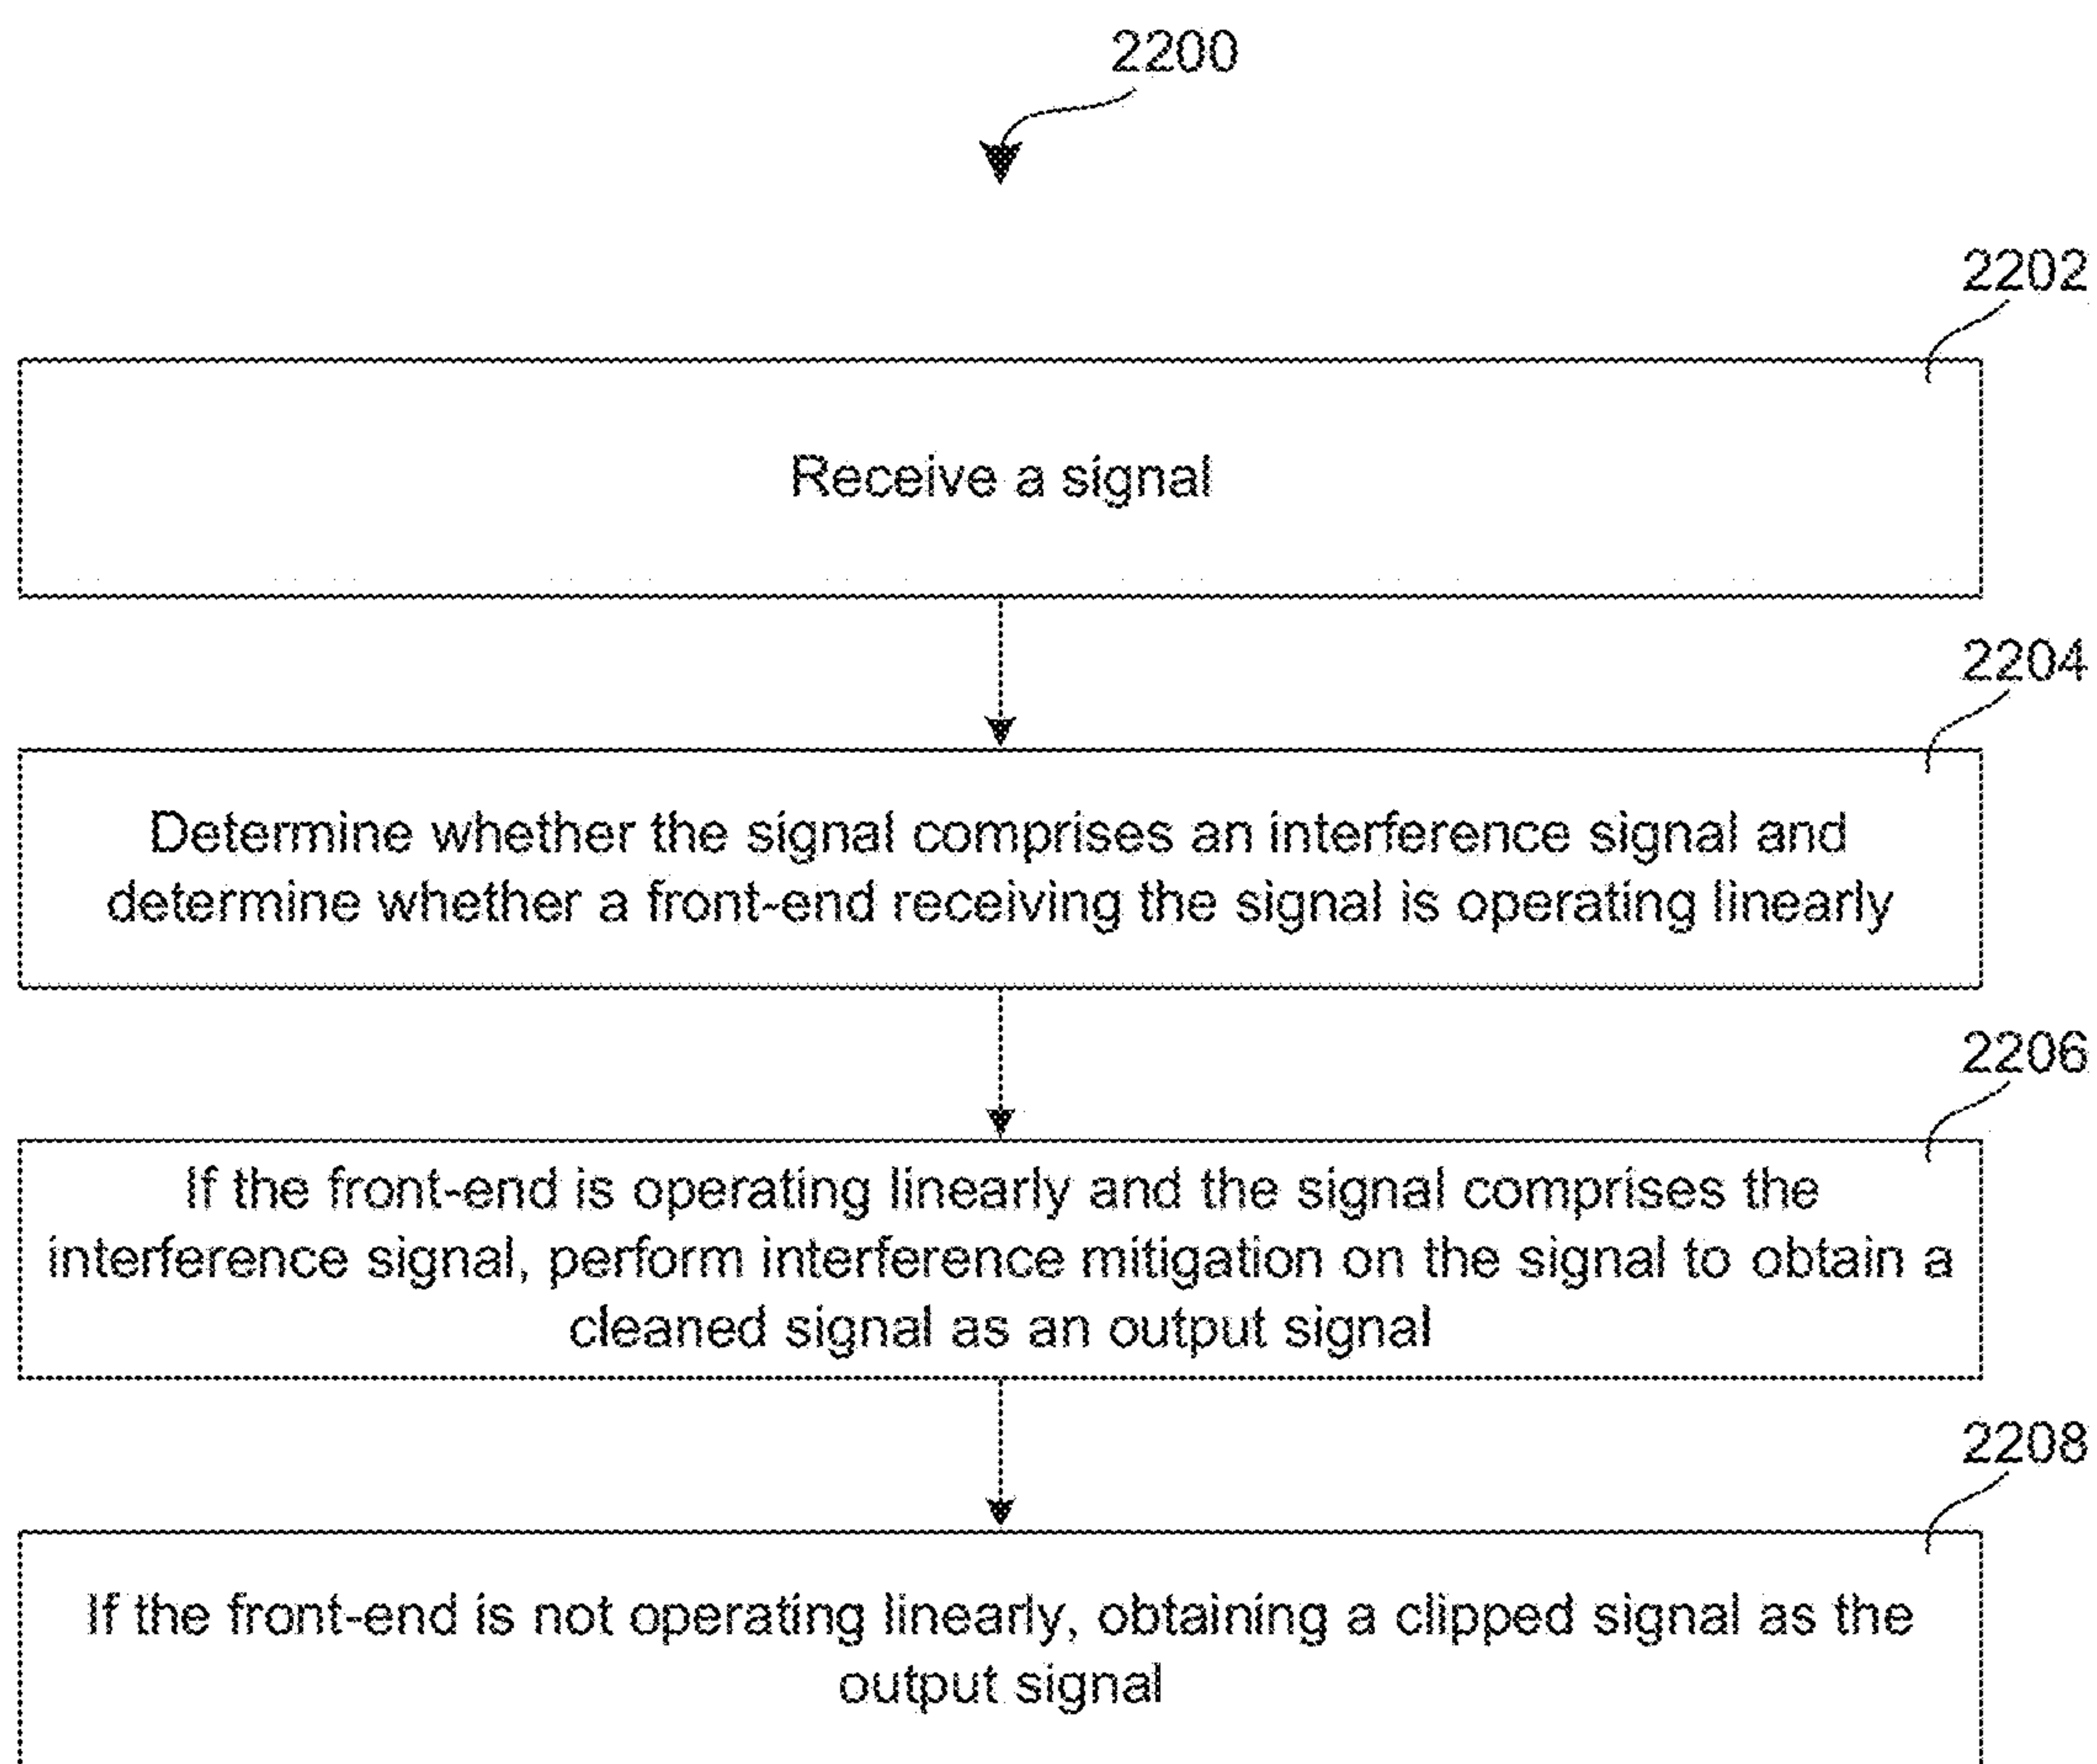 2200
2202
Receive a signal
2204
Determine whether the signal comprises an interference signal and
determine whether a front-end receiving the signal is operating linearly
2206
If the front-end is operating linearly and the signal comprises the
interference signal, perform interference mitigation on the signal to obtain a
cleaned signal as an output signal
2208
If the front-end is not operating linearly, obtaining a clipped signal as the
output signal